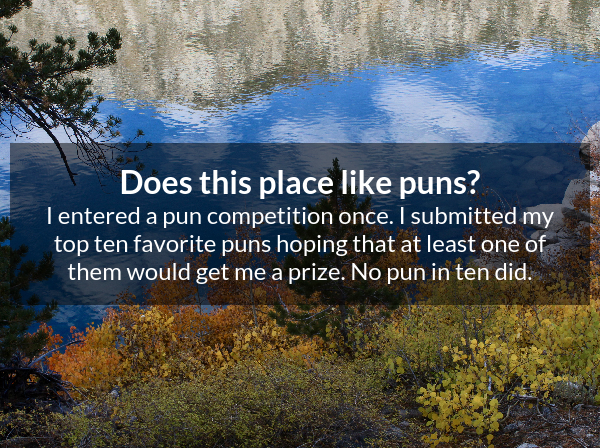 Does this place like puns?
I entered a pun competition once. I submitted my
top ten favorite puns hoping that at least one of
them would get me a prize. No pun in ten did.